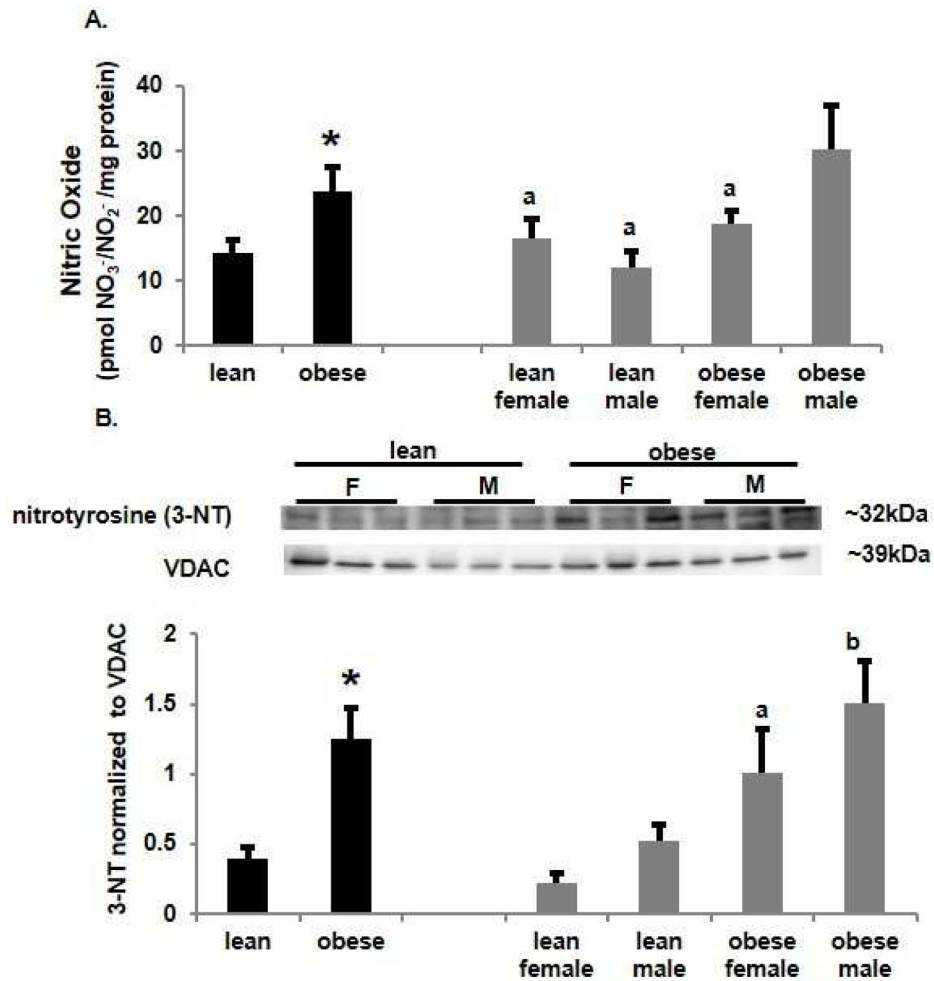 A.
Nitric Oxide
(pmol NO3-/NO2- /mg protein)
40
30
20
10
0
*
a
a
a
lean
obese
lean female
lean male
obese female
obese male
B.
lean
obese
F
M
F
M
nitrotyrosine (3-NT)
~32kDa
VDAC
~39kDa
3-NT normalized to VDAC
2
1.5
1
0.5
0
*
a
b
lean
obese
lean female
lean male
obese female
obese male